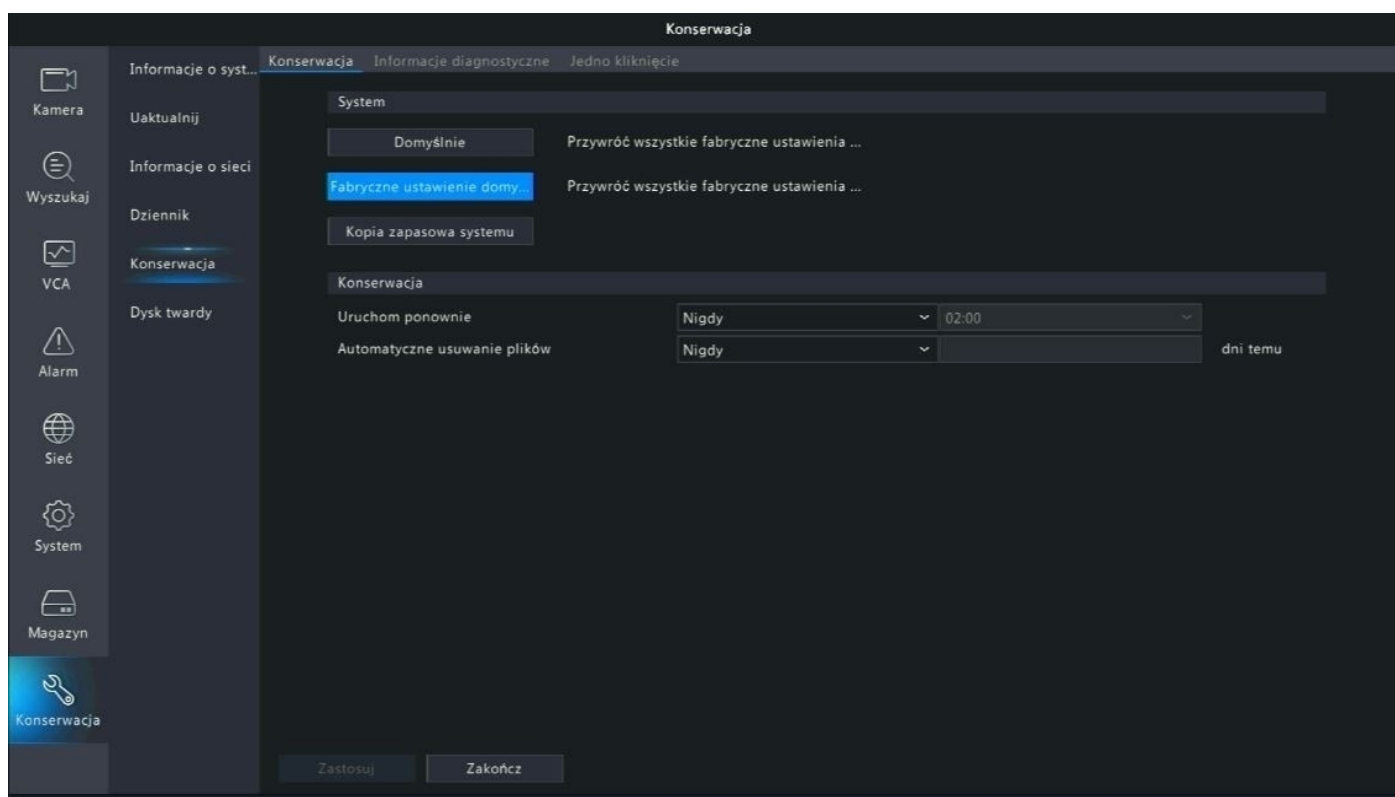 Konserwacja
Kamera
Wyszukaj
VCA
Alarm
Sieć
System
Magazyn
Konserwacja
Informacje o syst...
Uaktualnij
Informacje o sieci
Dziennik
Konserwacja
Dysk twardy
Konserwacja Informacje diagnostyczne Jedno kliknięcie
System
Domyślnie Przywróć wszystkie fabryczne ustawienia ...
Fabryczne ustawienie domy... Przywróć wszystkie fabryczne ustawienia ...
Kopia zapasowa systemu
Konserwacja
Uruchom ponownie Nigdy 02:00
Automatyczne usuwanie plików Nigdy dni temu
Zastosuj Zakończ